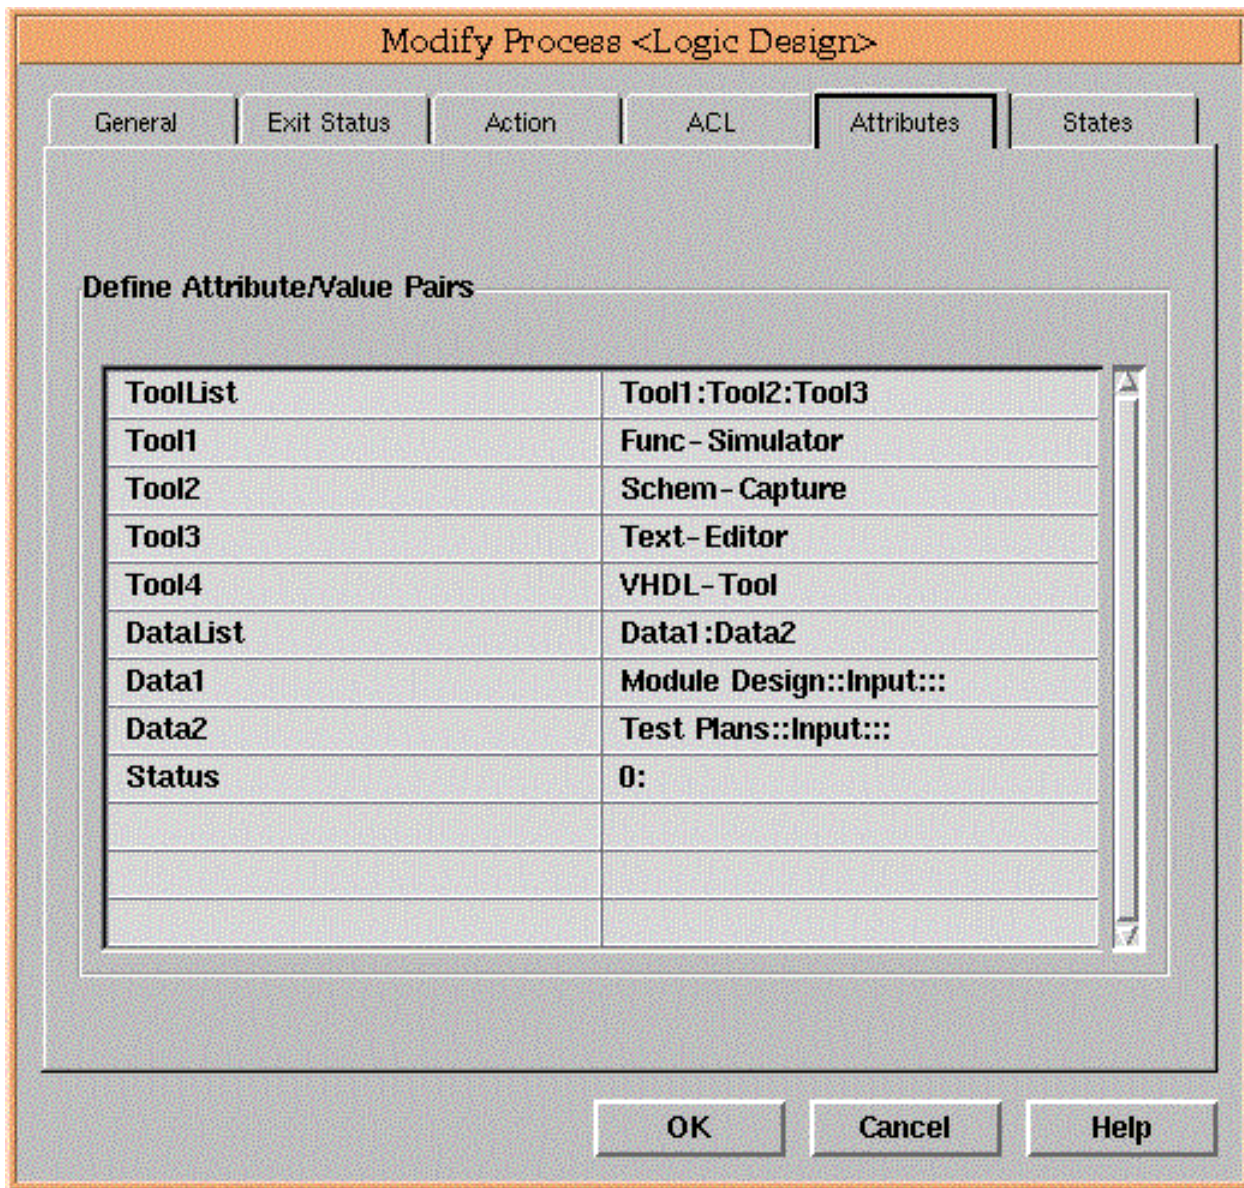 Modify Process <Logic Design>
General Exit Status Action ACL Attributes States
Define Attribute/Value Pairs
ToolList Tool1:Tool2:Tool3
Tool1 Func-Simulator
Tool2 Schem-Capture
Tool3 Text-Editor
Tool4 VHDL-Tool
DataList Data1:Data2
Data1 Module Design::Input:::
Data2 Test Plans::Input:::
Status 0:
OK Cancel Help